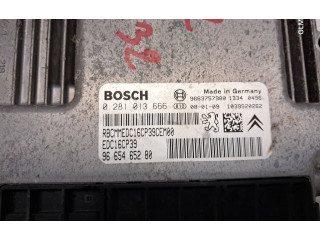 BOSCH
Made in Germany
0 281 013 666
9663757980 1334 0496
08-01-09 1039S20262
RBCMMEDC16CP39CEM00
EDC16CP39
96 654 652 80